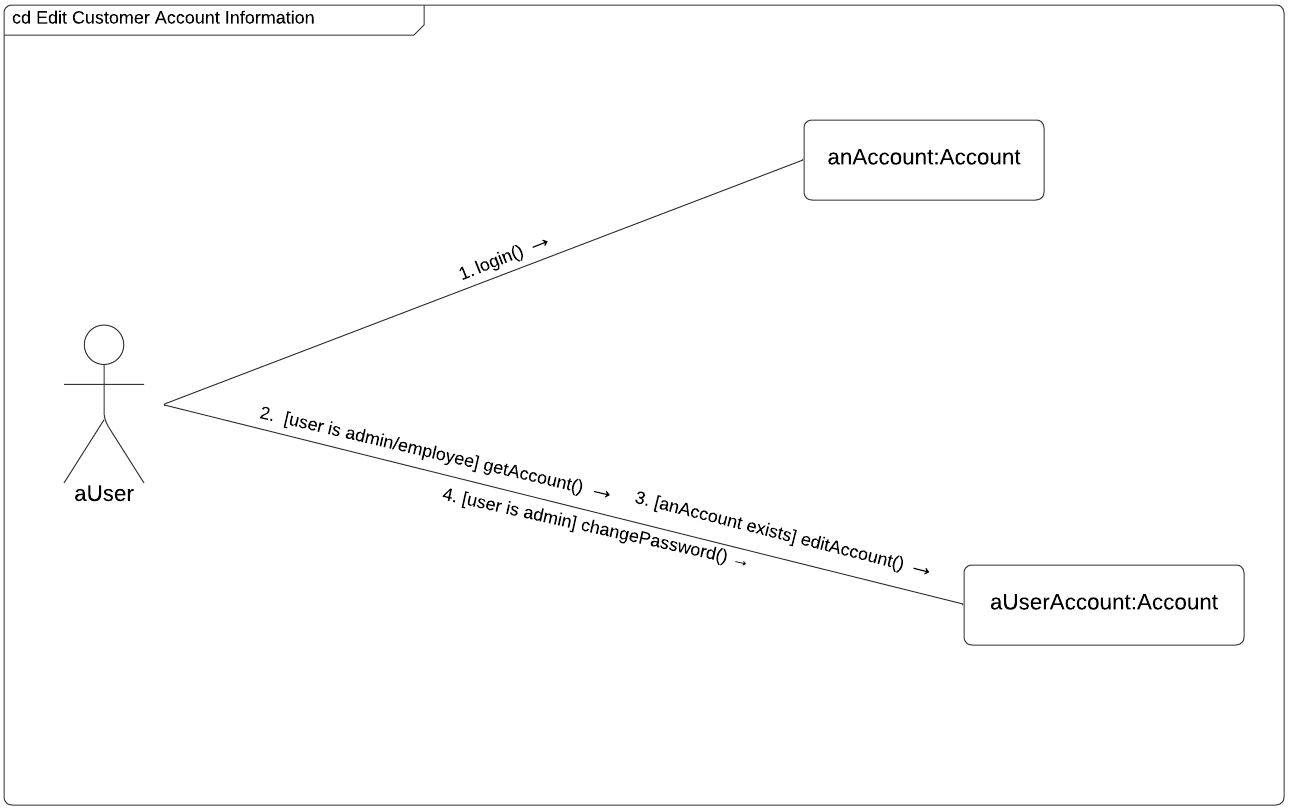 cd Edit Customer Account Information
anAccount:Account
1. login() →
2. [user is admin/employee] getAccount() →
3. [anAccount exists] editAccount() →
4. [user is admin] changePassword() →
aUser
aUserAccount:Account